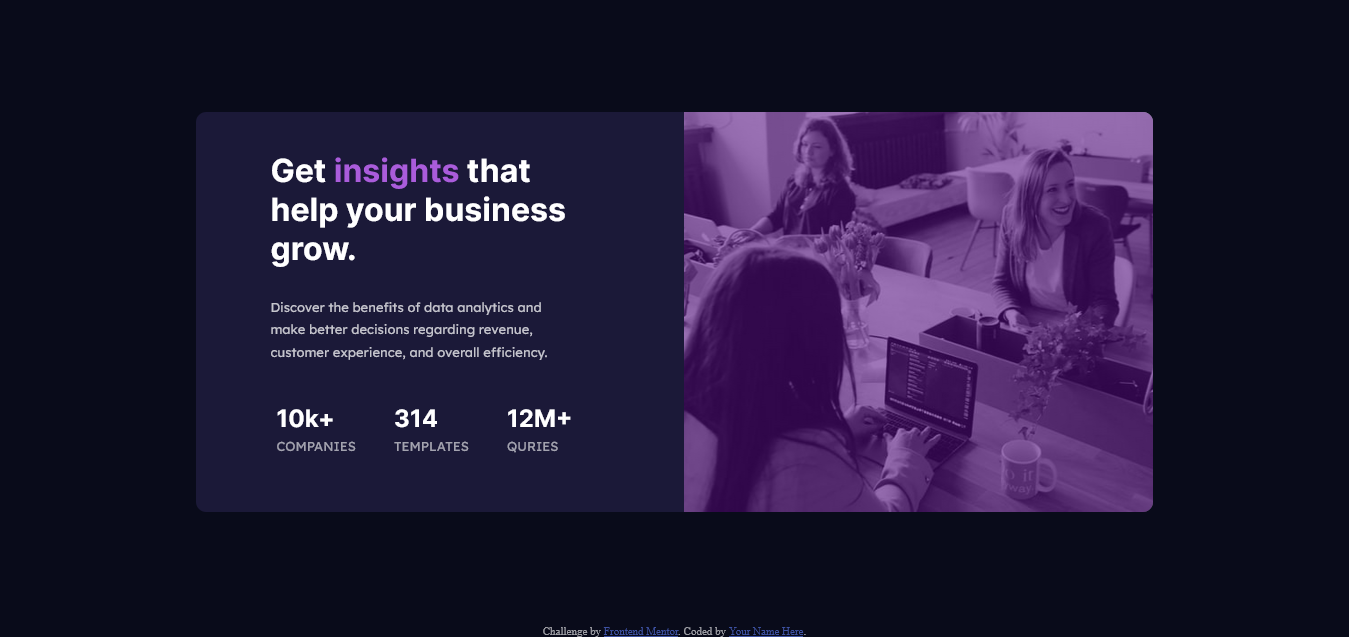 Get insights that
help your business
grow.
Discover the benefits of data analytics and
make better decisions regarding revenue,
customer experience, and overall efficiency.
10k+ 314 12M+
COMPANIES TEMPLATES QURIES
Challenge by Frontend Mentor. Coded by Your Name Here.